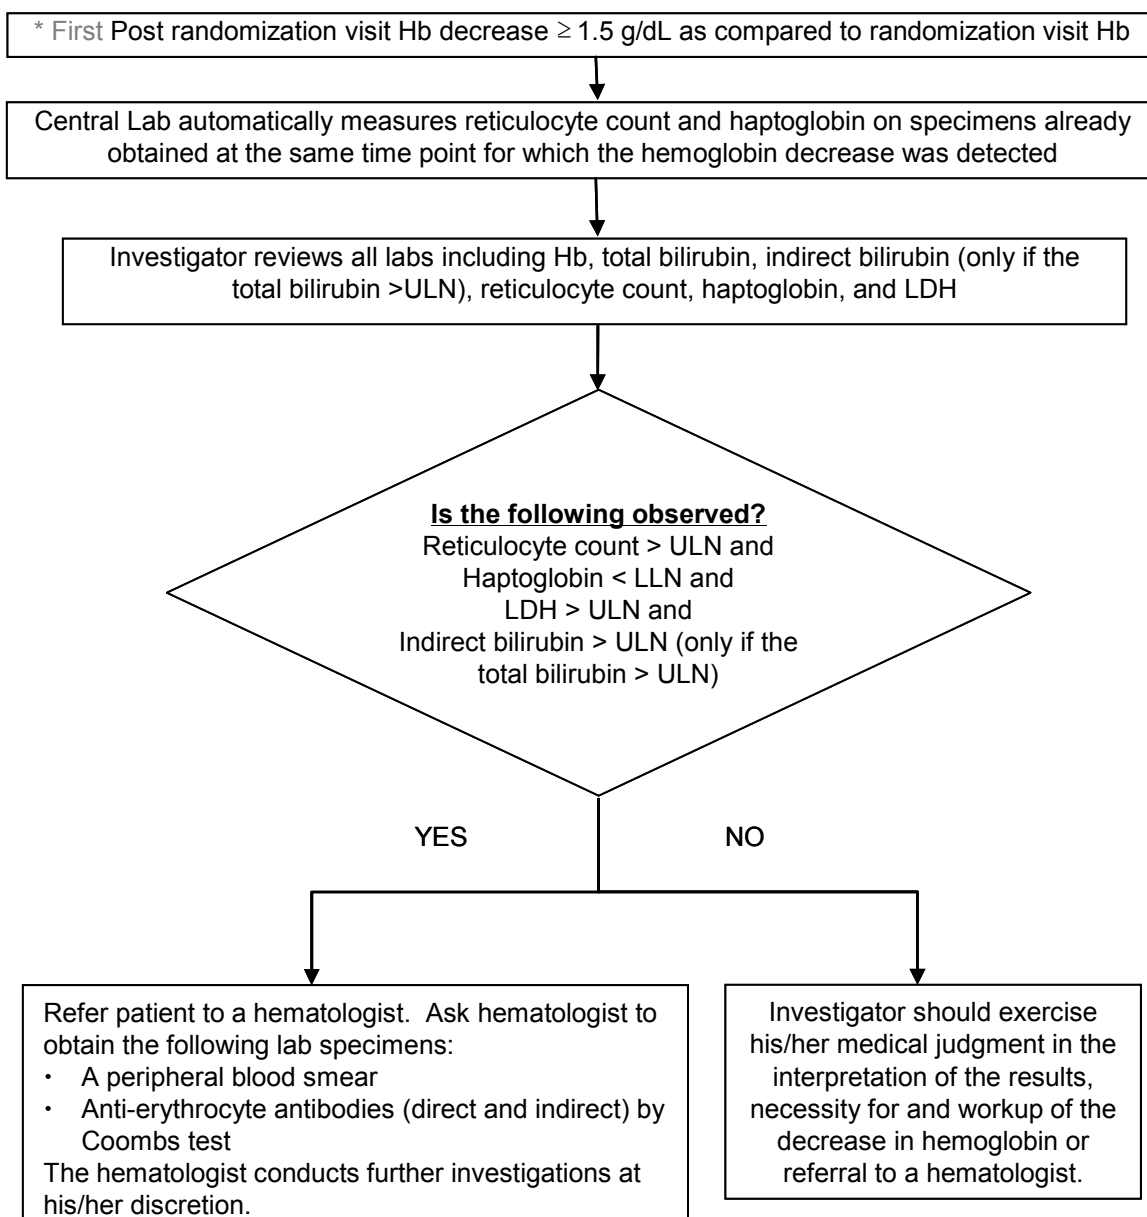 * First Post randomization visit Hb decrease ≥ 1.5 g/dL as compared to randomization visit Hb
Central Lab automatically measures reticulocyte count and haptoglobin on specimens already
obtained at the same time point for which the hemoglobin decrease was detected
Investigator reviews all labs including Hb, total bilirubin, indirect bilirubin (only if the
total bilirubin >ULN), reticulocyte count, haptoglobin, and LDH
Is the following observed?
Reticulocyte count > ULN and
Haptoglobin < LLN and
LDH > ULN and
Indirect bilirubin > ULN (only if the
total bilirubin > ULN)
YES
NO
Refer patient to a hematologist. Ask hematologist to
obtain the following lab specimens:
• A peripheral blood smear
• Anti-erythrocyte antibodies (direct and indirect) by
Coombs test
The hematologist conducts further investigations at
his/her discretion.
Investigator should exercise
his/her medical judgment in the
interpretation of the results,
necessity for and workup of the
decrease in hemoglobin or
referral to a hematologist.